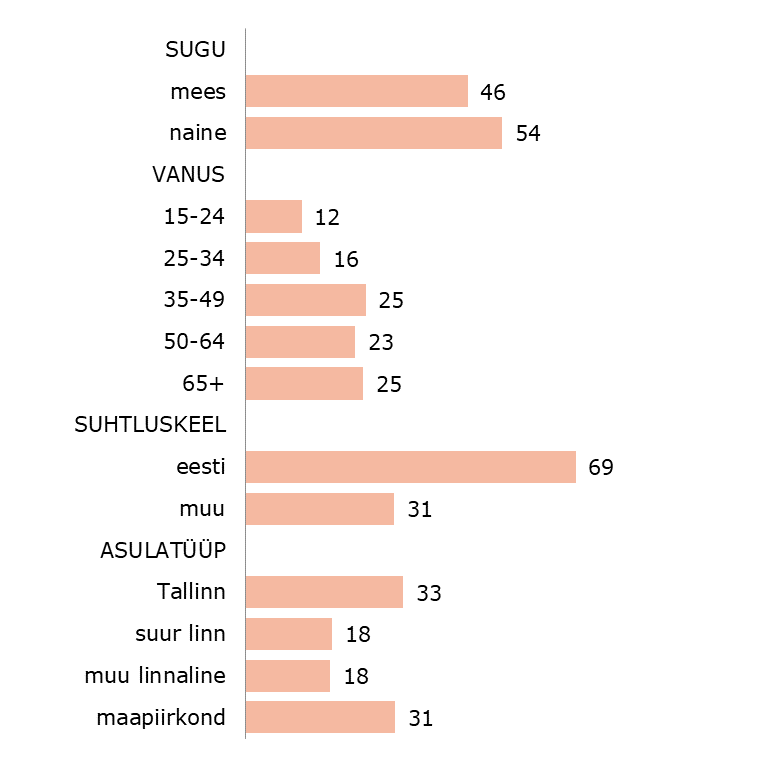 SUGU
mees 46
naine 54
VANUS
15-24 12
25-34 16
35-49 25
50-64 23
65+ 25
SUHTLUSKEEL
eesti 69
muu 31
ASULATÜÜP
Tallinn 33
suur linn 18
muu linnaline 18
maapiirkond 31